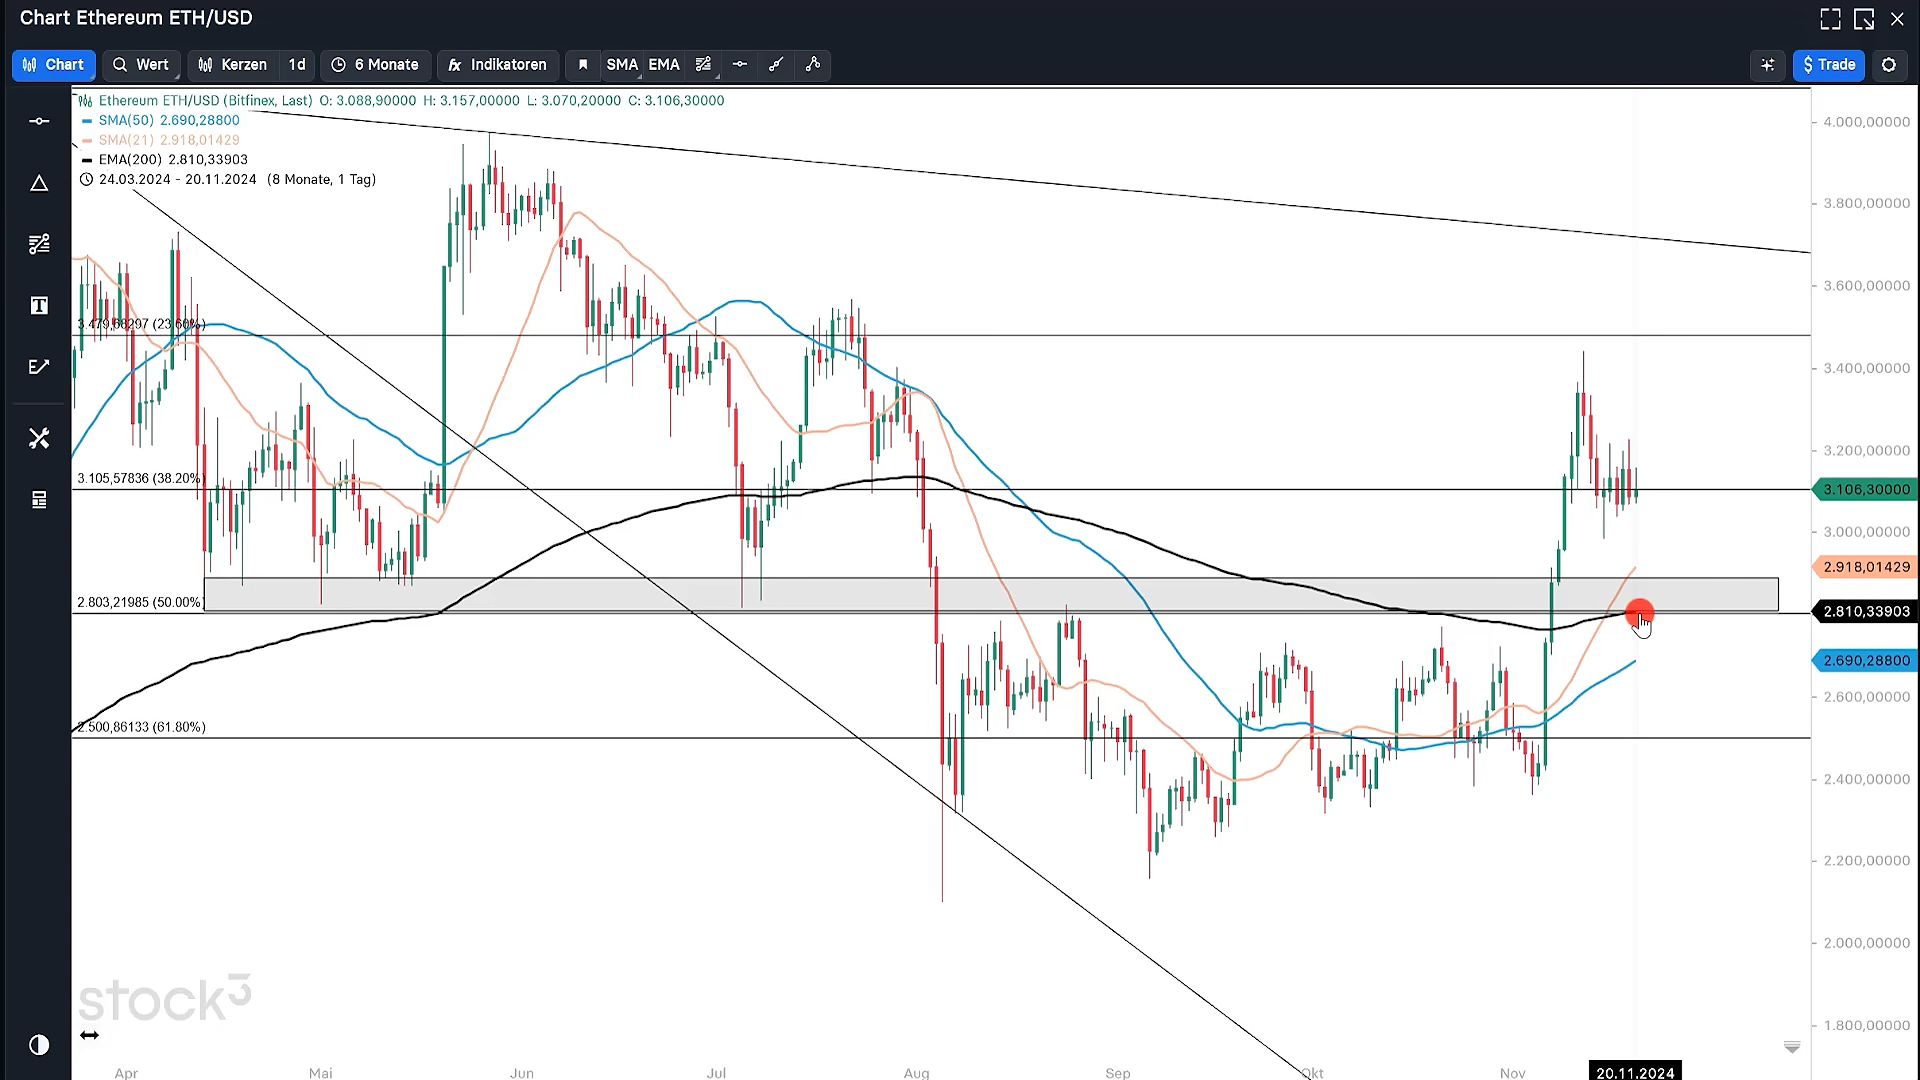 Chart Ethereum ETH/USD
Chart
Wert
Kerzen
1d
6 Monate
fx Indikatoren
SMA
EMA
$ Trade
Ethereum ETH/USD (Bitfinex, Last) O: 3.088,90000 H: 3.157,00000 L: 3.070,20000 C: 3.106,30000
SMA(50) 2.690,28800
SMA(21) 2.918,01429
EMA(200) 2.810,33903
24.03.2024 - 20.11.2024 (8 Monate, 1 Tag)
4.000,00000
3.800,00000
3.600,00000
3.479,68297 (23.60%)
3.400,00000
3.200,00000
3.105,57836 (38.20%)
3.106,30000
3.000,00000
2.918,01429
2.803,21985 (50.00%)
2.810,33903
2.690,28800
2.600,00000
2.500,86133 (61.80%)
2.400,00000
2.200,00000
2.000,00000
stock3
1.800,00000
Apr
Mai
Jun
Jul
Aug
Sep
Okt
Nov
20.11.2024